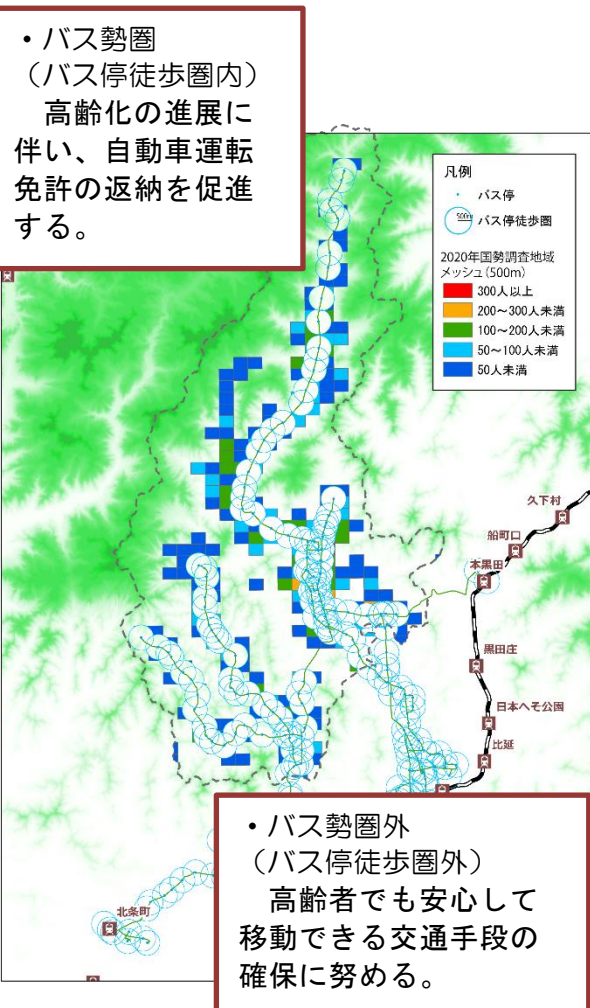 ・バス勢圏
（バス停徒歩圏内）
　高齢化の進展に
伴い、自動車運転
免許の返納を促進
する。
凡例
バス停
500m バス停徒歩圏
2020年国勢調査地域
メッシュ(500m)
300人以上
200～300人未満
100～200人未満
50～100人未満
50人未満
久下村
船町口
本黒田
黒田庄
日本へそ公園
比延
・バス勢圏外
（バス停徒歩圏外）
　高齢者でも安心して
移動できる交通手段の
確保に努める。
北条町